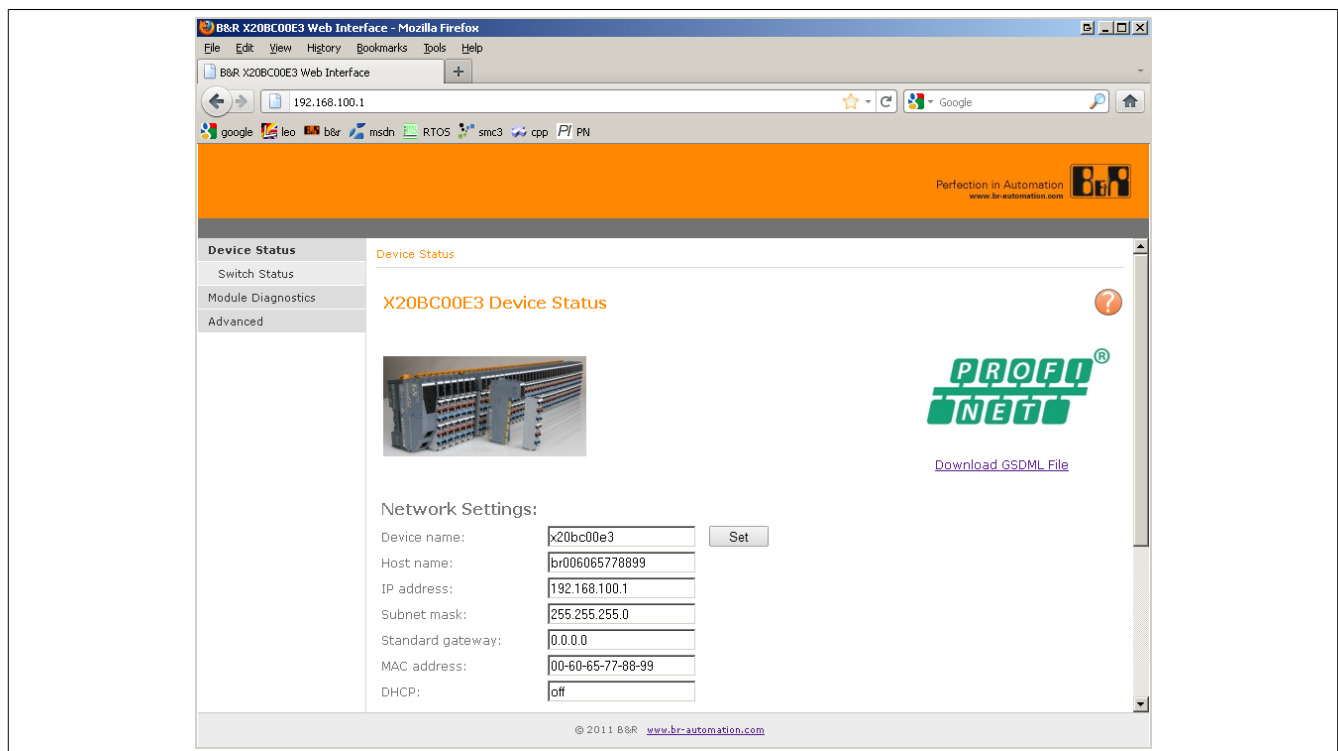 B&R X20BC00E3 Web Interface - Mozilla Firefox
File Edit View History Bookmarks Tools Help
B&R X20BC00E3 Web Interface
192.168.100.1
Google
google leo b&r msdn RTOS smc3 cpp PI PN
Perfection in Automation
www.br-automation.com
B&R
Device Status
Switch Status
Module Diagnostics
Advanced
Device Status
X20BC00E3 Device Status
?
PROFI®
NET
Download GSDML File
Network Settings:
Device name: x20bc00e3 Set
Host name: br006065778899
IP address: 192.168.100.1
Subnet mask: 255.255.255.0
Standard gateway: 0.0.0.0
MAC address: 00-60-65-77-88-99
DHCP: off
© 2011 B&R www.br-automation.com